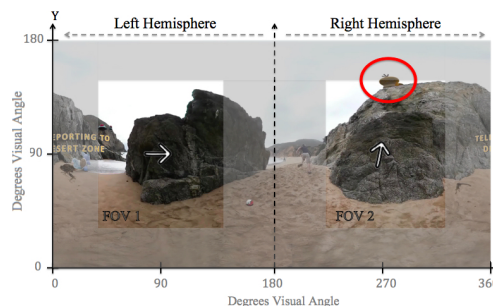 Y
Left Hemisphere
Right Hemisphere
180
90
0
Degrees Visual Angle
PORTING TO
SERT ZONE
TEL
D
FOV 1
FOV 2
0
90
180
270
36
Degrees Visual Angle